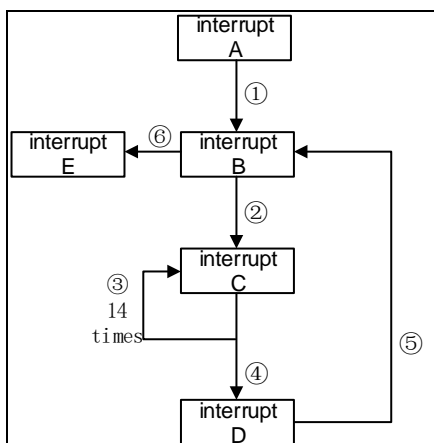 interrupt
A
①
⑥
interrupt
E
interrupt
B
②
interrupt
C
③
14
times
④
⑤
interrupt
D